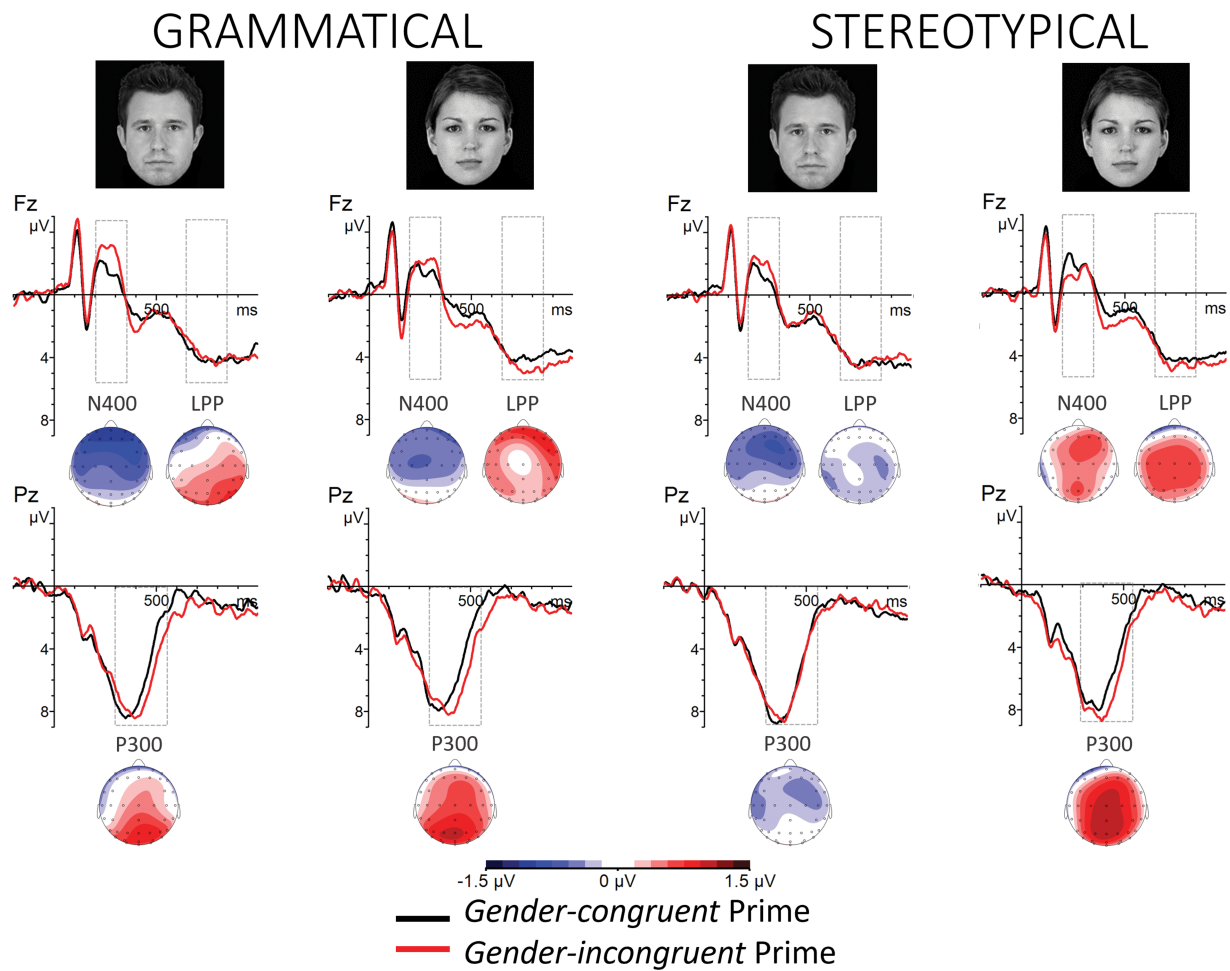 GRAMMATICAL STEREOTYPICAL
Fz Fz Fz Fz
µV µV µV µV
500 ms 500 ms 500 ms 500 ms
4 4 4 4
8 8 8 8
N400 LPP N400 LPP N400 LPP N400 LPP
Pz Pz Pz Pz
µV µV µV µV
500 ms 500 ms 500 ms 500 ms
4 4 4 4
8 8 8 8
P300 P300 P300 P300
-1.5 µV 0 µV 1.5 µV
Gender-congruent Prime
Gender-incongruent Prime